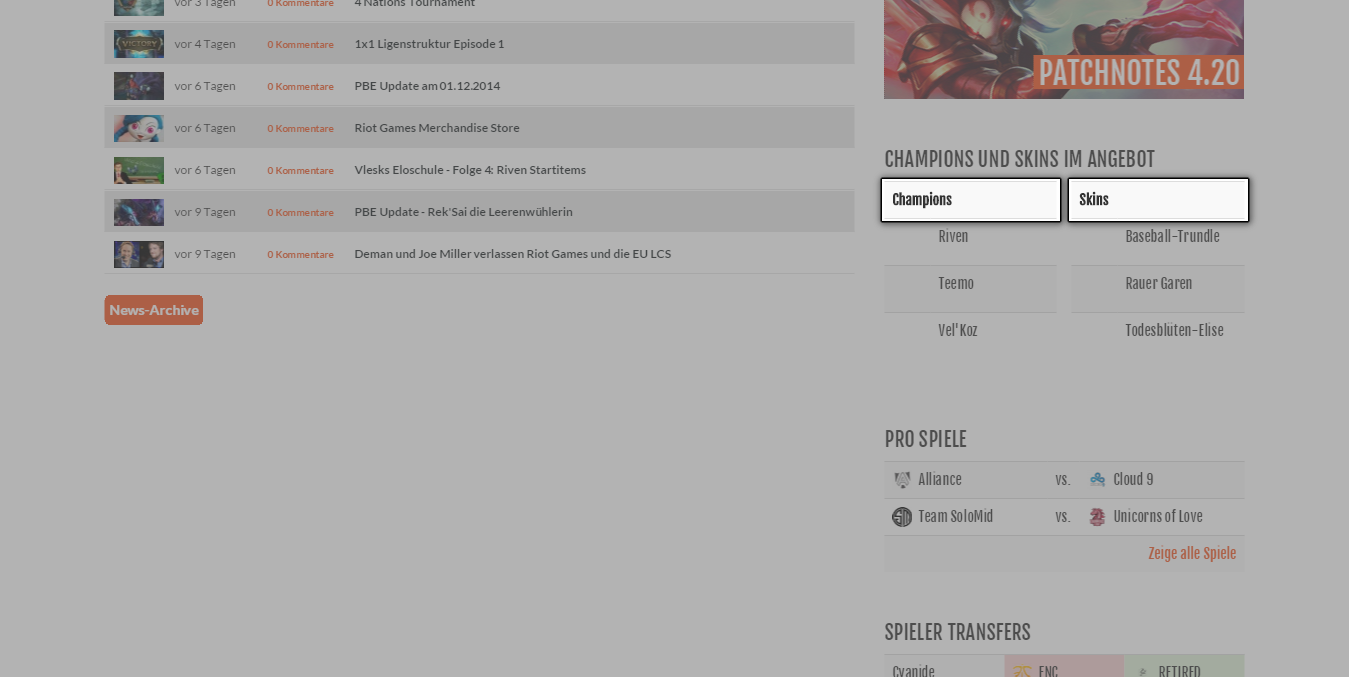 vor 3 Tagen 0 Kommentare 4 Nations Tournament
VICTORY vor 4 Tagen 0 Kommentare 1x1 Ligenstruktur Episode 1
vor 6 Tagen 0 Kommentare PBE Update am 01.12.2014
vor 6 Tagen 0 Kommentare Riot Games Merchandise Store
vor 6 Tagen 0 Kommentare Vlesks Eloschule - Folge 4: Riven Startitems
vor 9 Tagen 0 Kommentare PBE Update - Rek'Sai die Leerenwühlerin
vor 9 Tagen 0 Kommentare Deman und Joe Miller verlassen Riot Games und die EU LCS
News-Archive
PATCHNOTES 4.20
CHAMPIONS UND SKINS IM ANGEBOT
Champions Skins
Riven Baseball-Trundle
Teemo Rauer Garen
Vel'Koz Todesblüten-Elise
PRO SPIELE
Alliance vs. Cloud 9
Team SoloMid vs. Unicorns of Love
Zeige alle Spiele
SPIELER TRANSFERS
Cyanide FNC RETIRED